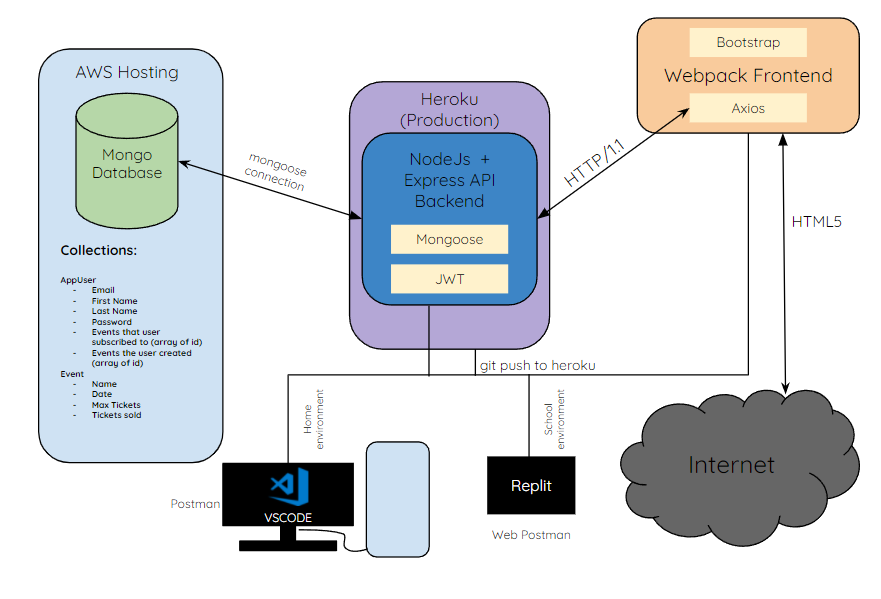 AWS Hosting
Mongo
Database
Collections:
AppUser
- Email
- First Name
- Last Name
- Password
- Events that user
subscribed to (array of id)
- Events the user created
(array of id)
Event
- Name
- Date
- Max Tickets
- Tickets sold
mongoose
connection
Heroku
(Production)
NodeJs + 
Express API
Backend
Mongoose
JWT
HTTP/1.1
Bootstrap
Webpack Frontend
Axios
HTML5
git push to heroku
Home
environment
School
environment
Postman
VSCODE
Replit
Web Postman
Internet